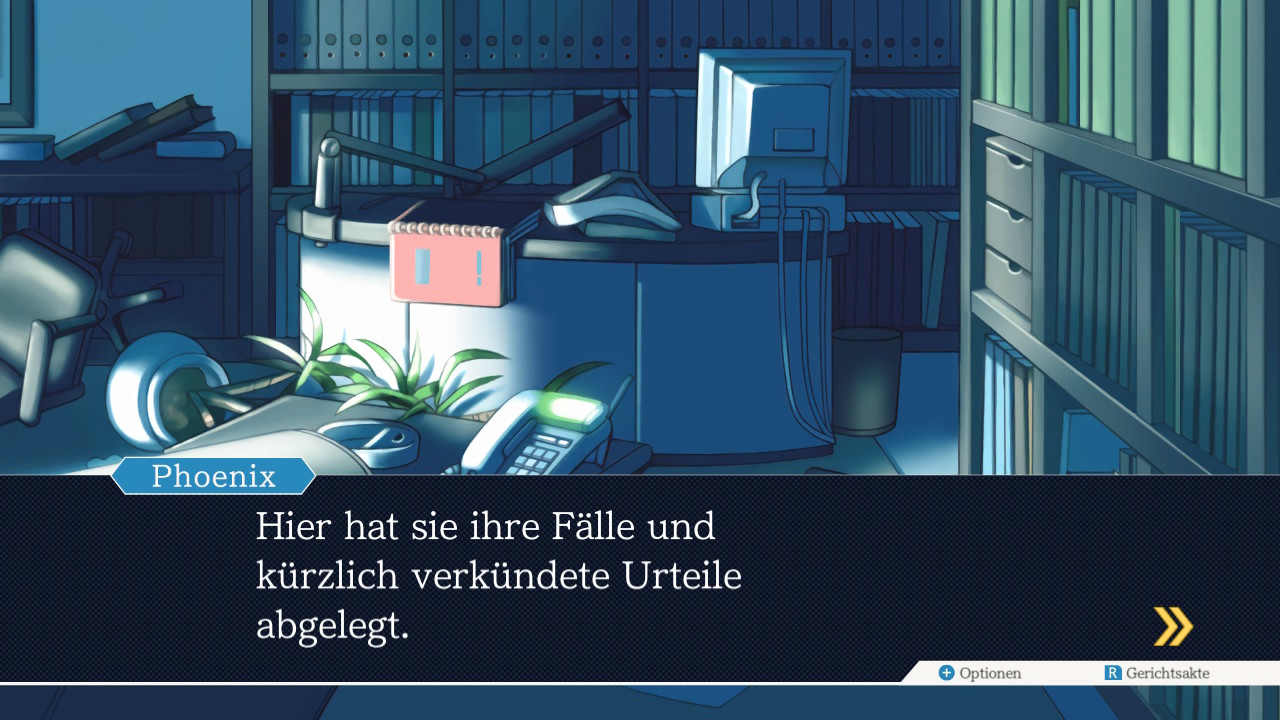 Phoenix
Hier hat sie ihre Fälle und
kürzlich verkündete Urteile
abgelegt.
+ Optionen
R Gerichtsakte